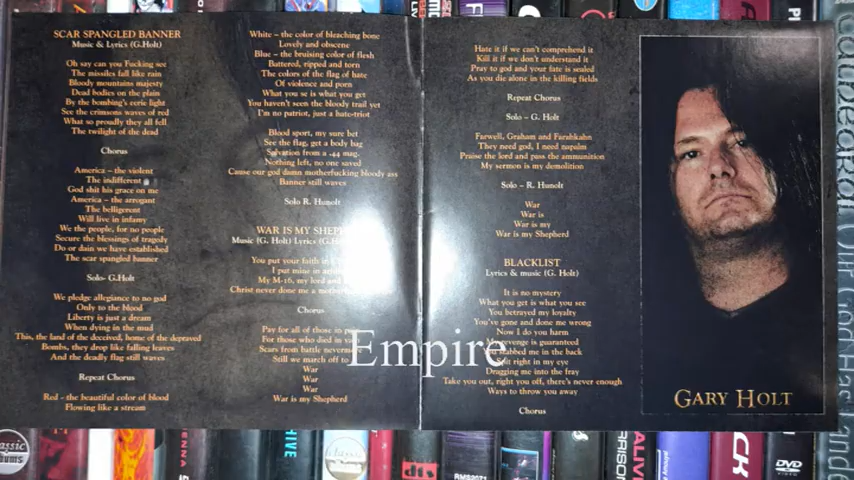 SCAR SPANGLED BANNER
Music & Lyrics (G.Holt)
Oh say can you Fucking see
The missiles fall like rain
Bloody mountains majesty
Dead bodies on the plain
By the bombing's eerie light
See the crimsons waves of red
What so proudly they all fell
The twilight of the dead
Chorus
America - the violent
The indifferent
God shit his grace on me
America - the arrogant
The belligerent
Will live in infamy
We the people, for no people
Secure the blessings of tragedy
Do or dain we have established
The scar spangled banner
Solo- G.Holt
We pledge allegiance to no god
Only to the blood
Liberty is just a dream
When dying in the mud
This, the land of the deceived, home of the depraved
Bombs, they drop like falling leaves
And the deadly flag still waves
Repeat Chorus
Red - the beautiful color of blood
Flowing like a stream
White - the color of bleaching bone
Lovely and obscene
Blue - the bruising color of flesh
Battered, ripped and torn
The colors of the flag of hate
Of violence and porn
What you se is what you get
You haven't seen the bloody trail yet
I'm no patriot, just a hate-triot
Blood sport, my sure bet
See the flag, get a body bag
Salvation from a .44 mag.
Nothing left, no one saved
Cause our god damn motherfucking bloody ass
Banner still waves
Solo R. Hunolt
WAR IS MY SHEP
Music (G. Holt) Lyrics (G.
You put your faith in
I put mine in
My M-16, my lord and
Christ never done me a
Chorus
Pay for all of those in
For those who died in
Scars from battle
Still we march off to
War
War
War
War is my Shepherd
Hate it if we can't comprehend it
Kill it if we don't understand it
Pray to god and your fate is sealed
As you die alone in the killing fields
Repeat Chorus
Solo - G. Holt
Farwell, Graham and Farahkahn
They need god, I need napalm
Praise the lord and pass the ammunition
My sermon is my demolition
Solo - R. Hunolt
War
War is
War is my
War is my Shepherd
BLACKLIST
Lyrics & music (G. Holt)
It is no mystery
What you get is what you see
You betrayed my loyalty
You've gone and done me wrong
Now I do you harm
revenge is guaranteed
stabbed me in the back
Spit right in my eye
Dragging me into the fray
Take you out, right you off, there's never enough
Ways to throw you away
Chorus
GARY HOLT
Empire
Classic
dts
RMS2071
ALIVE
DVD